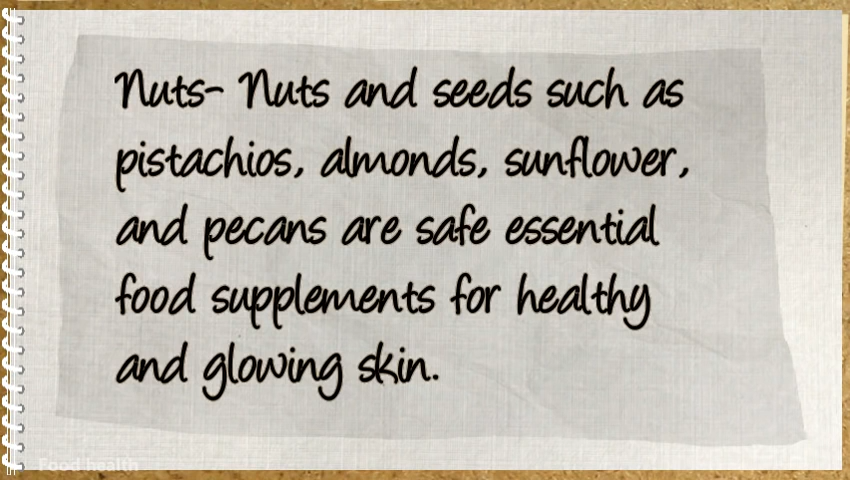 Nuts- Nuts and seeds such as
pistachios, almonds, sunflower,
and pecans are safe essential
food supplements for healthy
and glowing skin.
Food health